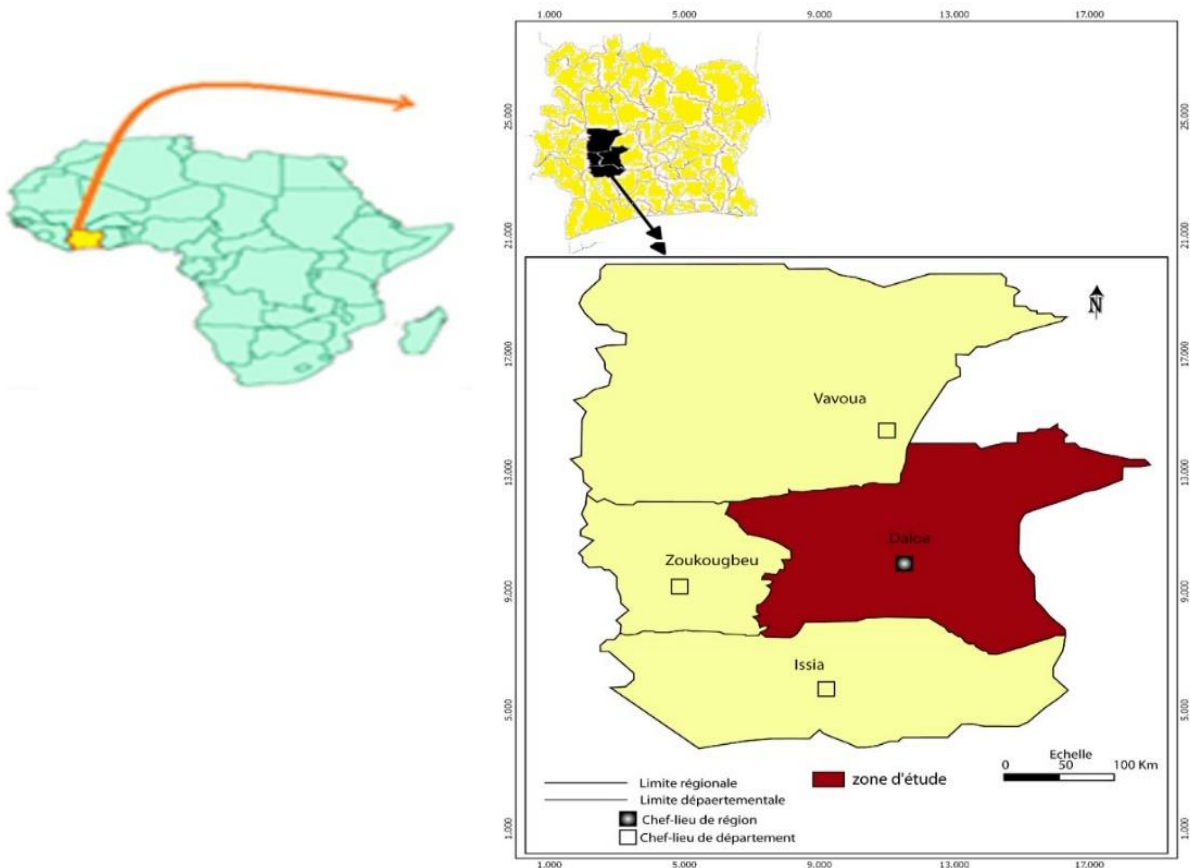 1.000 5.000 9.000 13.000 17.000
25.000
21.000
25.000
21.000
N
17.000
13.000
9.000
5.000
1.000
17.000
13.000
9.000
5.000
1.000
Vavoua
Daloa
Zoukougbeu
Issia
Echelle
0 50 100 Km
Limite régionale
Limite dépaertementale
Chef-lieu de région
Chef-lieu de département
zone d'étude
1.000 5.000 9.000 13.000 17.000